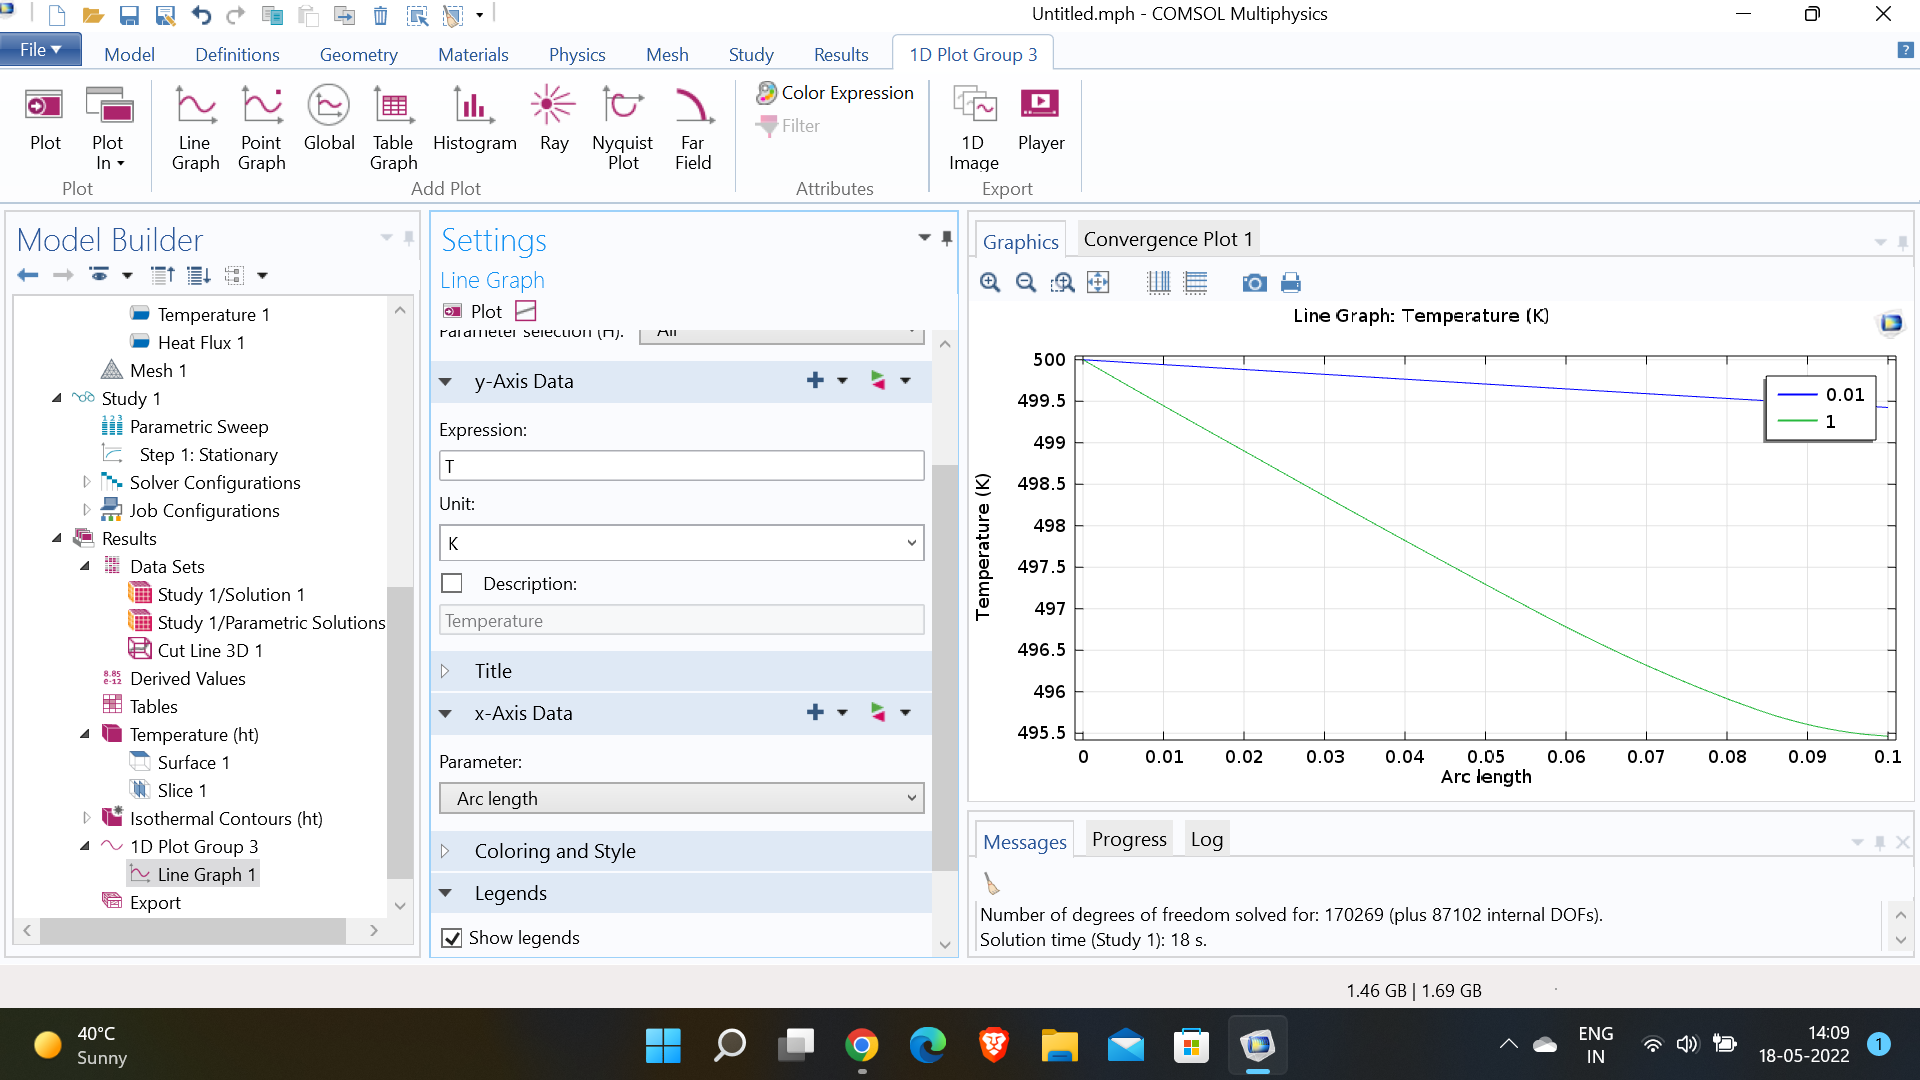 Untitled.mph - COMSOL Multiphysics
File
Model
Definitions
Geometry
Materials
Physics
Mesh
Study
Results
1D Plot Group 3
?
Plot
Plot In
Line Graph
Point Graph
Global
Table Graph
Histogram
Ray
Nyquist Plot
Far Field
Color Expression
Filter
1D Image
Player
Plot
Add Plot
Attributes
Export
Model Builder
Temperature 1
Heat Flux 1
Mesh 1
Study 1
Parametric Sweep
Step 1: Stationary
Solver Configurations
Job Configurations
Results
Data Sets
Study 1/Solution 1
Study 1/Parametric Solutions
Cut Line 3D 1
8.85 e-12 Derived Values
Tables
Temperature (ht)
Surface 1
Slice 1
Isothermal Contours (ht)
1D Plot Group 3
Line Graph 1
Export
Settings
Line Graph
Plot
Parameter selection (H): All
y-Axis Data
Expression:
T
Unit:
K
Description:
Temperature
Title
x-Axis Data
Parameter:
Arc length
Coloring and Style
Legends
Show legends
Graphics
Convergence Plot 1
Line Graph: Temperature (K)
Temperature (K)
500
499.5
499
498.5
498
497.5
497
496.5
496
495.5
0.01
1
0 0.01 0.02 0.03 0.04 0.05 0.06 0.07 0.08 0.09 0.1
Arc length
Messages
Progress
Log
Number of degrees of freedom solved for: 170269 (plus 87102 internal DOFs).
Solution time (Study 1): 18 s.
1.46 GB | 1.69 GB
40°C
Sunny
ENG
IN
14:09
18-05-2022
1